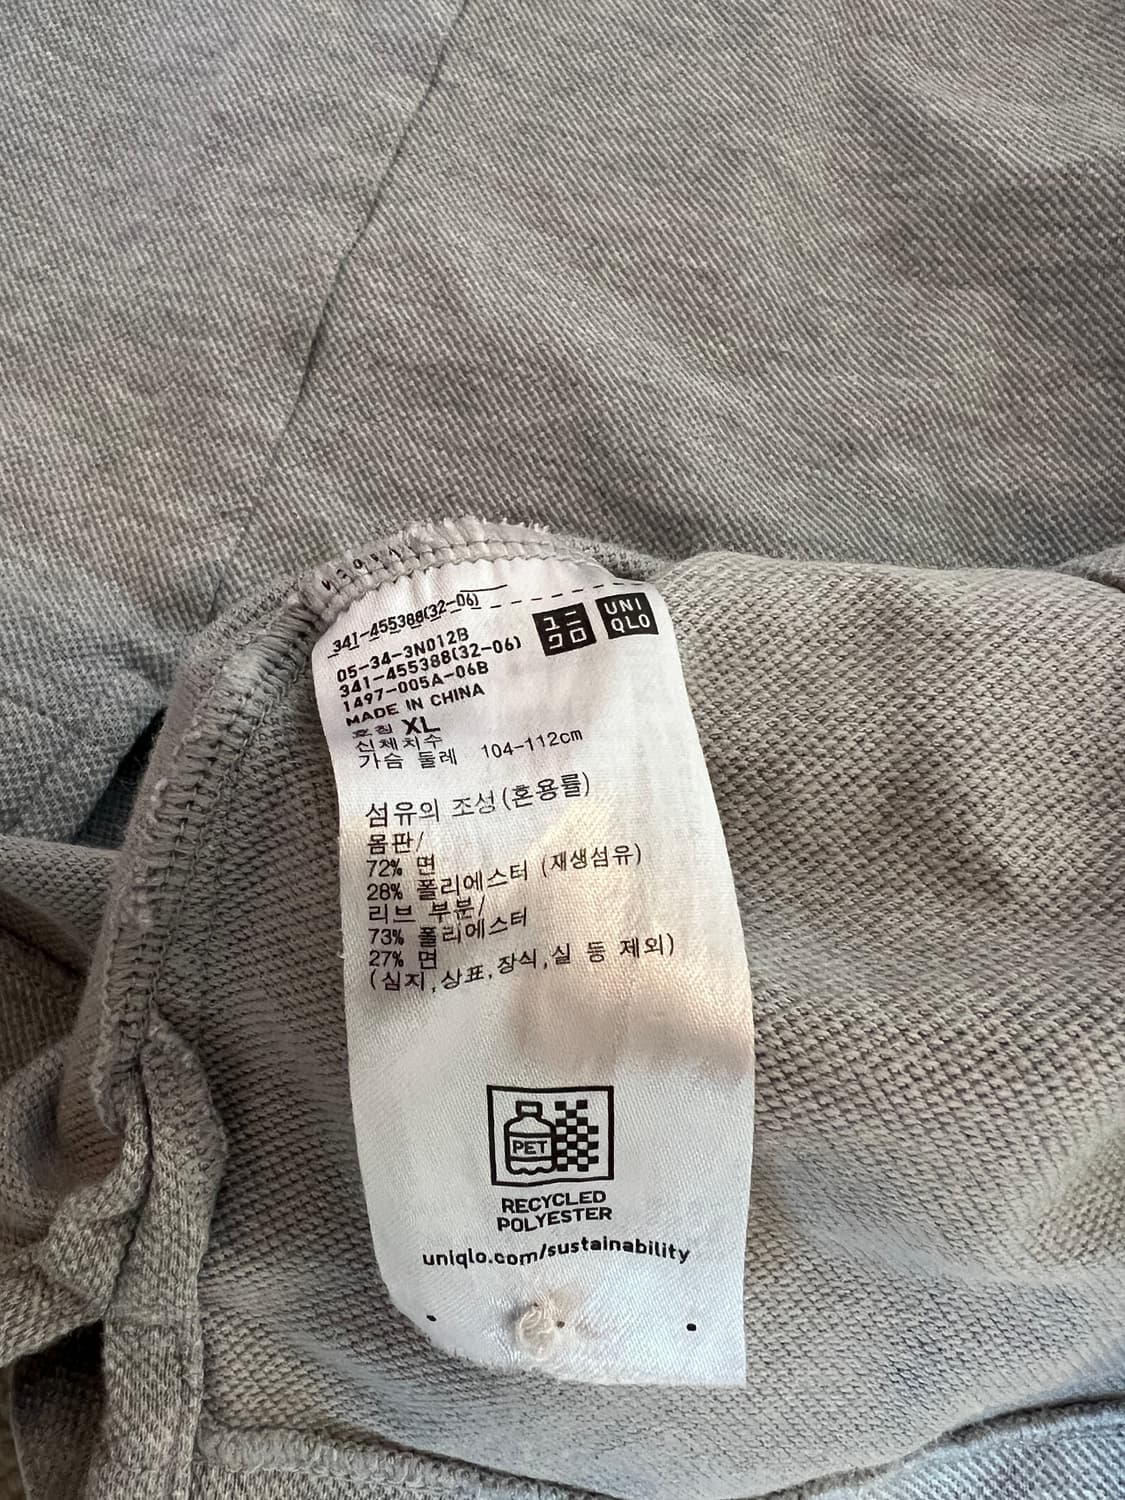 341-455388(32-06)
05-34-3N012B
341-455388(32-06)
1497-005A-06B
MADE IN CHINA
호칭 XL
신체치수
가슴 둘레 104-112cm
섬유의 조성(혼용률)
몸판/
72% 면
28% 폴리에스터 (재생섬유)
리브 부분/
73% 폴리에스터
27% 면
(심지,상표,장식,실 등 제외)
ユニ
クロ
UNI
QLO
PET
RECYCLED
POLYESTER
uniqlo.com/sustainability